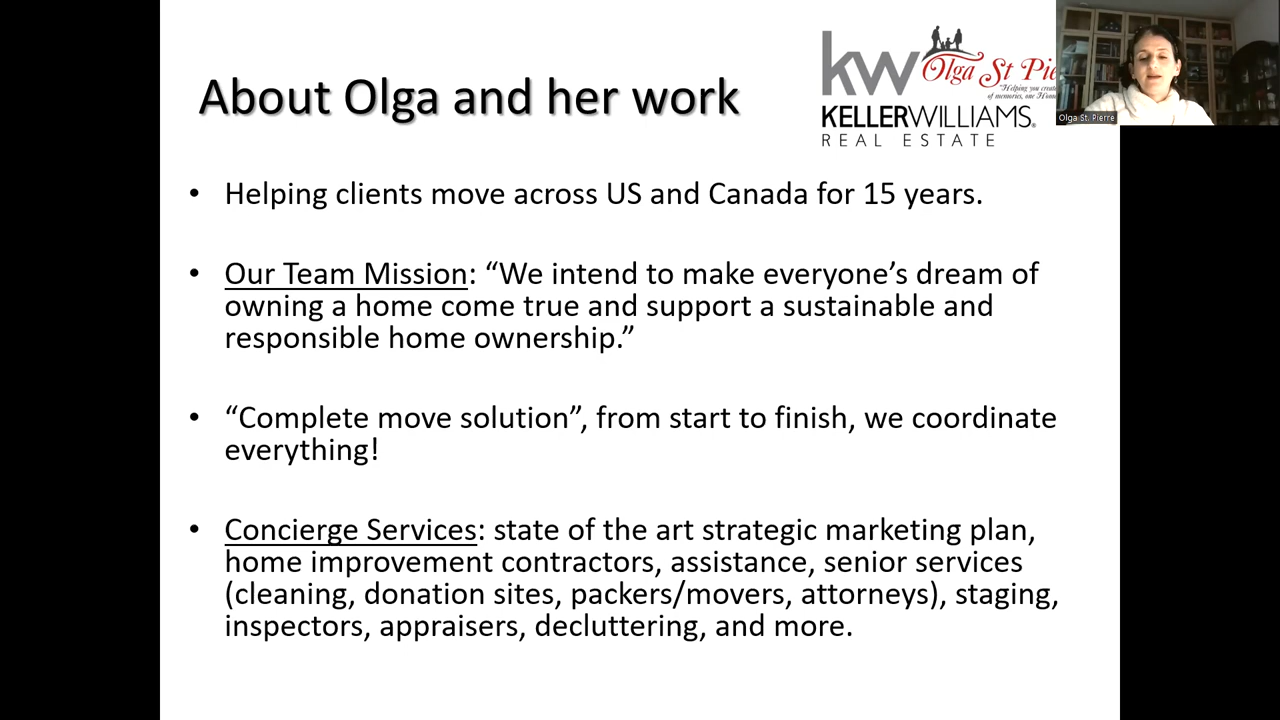 About Olga and her work
kw
Olga St Pie
"Helping you creat
of memories, one Hom
KELLERWILLIAMS.
REAL ESTATE
Olga St. Pierre
• Helping clients move across US and Canada for 15 years.
• Our Team Mission: “We intend to make everyone’s dream of
owning a home come true and support a sustainable and
responsible home ownership.”
• “Complete move solution”, from start to finish, we coordinate
everything!
• Concierge Services: state of the art strategic marketing plan,
home improvement contractors, assistance, senior services
(cleaning, donation sites, packers/movers, attorneys), staging,
inspectors, appraisers, decluttering, and more.